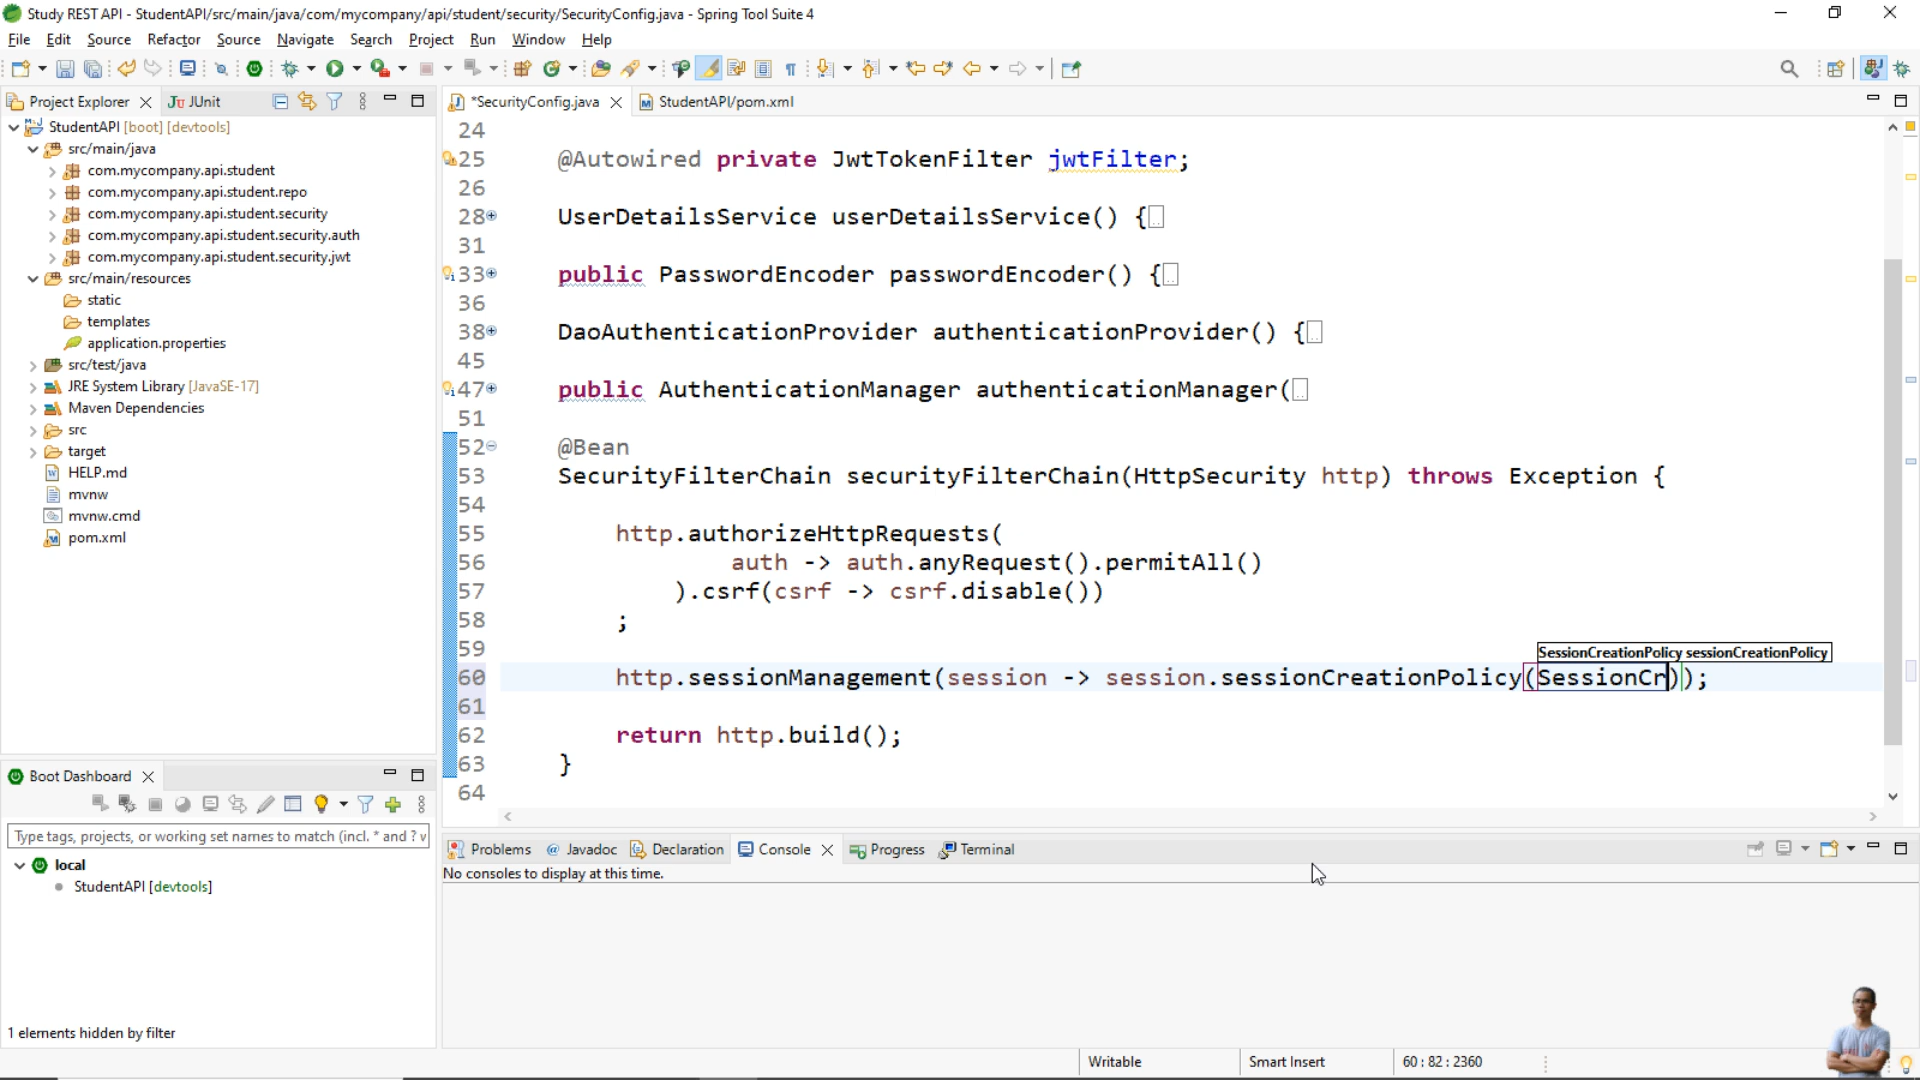 Study REST API - StudentAPI/src/main/java/com/mycompany/api/student/security/SecurityConfig.java - Spring Tool Suite 4
File Edit Source Refactor Source Navigate Search Project Run Window Help
Project Explorer JUnit
StudentAPI [boot] [devtools]
src/main/java
com.mycompany.api.student
com.mycompany.api.student.repo
com.mycompany.api.student.security
com.mycompany.api.student.security.auth
com.mycompany.api.student.security.jwt
src/main/resources
static
templates
application.properties
src/test/java
JRE System Library [JavaSE-17]
Maven Dependencies
src
target
HELP.md
mvnw
mvnw.cmd
pom.xml
*SecurityConfig.java StudentAPI/pom.xml
24
25 @Autowired private JwtTokenFilter jwtFilter;
26
28 UserDetailsService userDetailsService() {
31
33 public PasswordEncoder passwordEncoder() {
36
38 DaoAuthenticationProvider authenticationProvider() {
45
47 public AuthenticationManager authenticationManager(
51
52 @Bean
53 SecurityFilterChain securityFilterChain(HttpSecurity http) throws Exception {
54
55 http.authorizeHttpRequests(
56 auth -> auth.anyRequest().permitAll()
57 ).csrf(csrf -> csrf.disable())
58 ;
59
SessionCreationPolicy sessionCreationPolicy
60 http.sessionManagement(session -> session.sessionCreationPolicy(SessionCr));
61
62 return http.build();
63 }
64
Boot Dashboard
Type tags, projects, or working set names to match (incl. * and ? v
local
StudentAPI [devtools]
1 elements hidden by filter
Problems @ Javadoc Declaration Console Progress Terminal
No consoles to display at this time.
Writable Smart Insert 60 : 82 : 2360